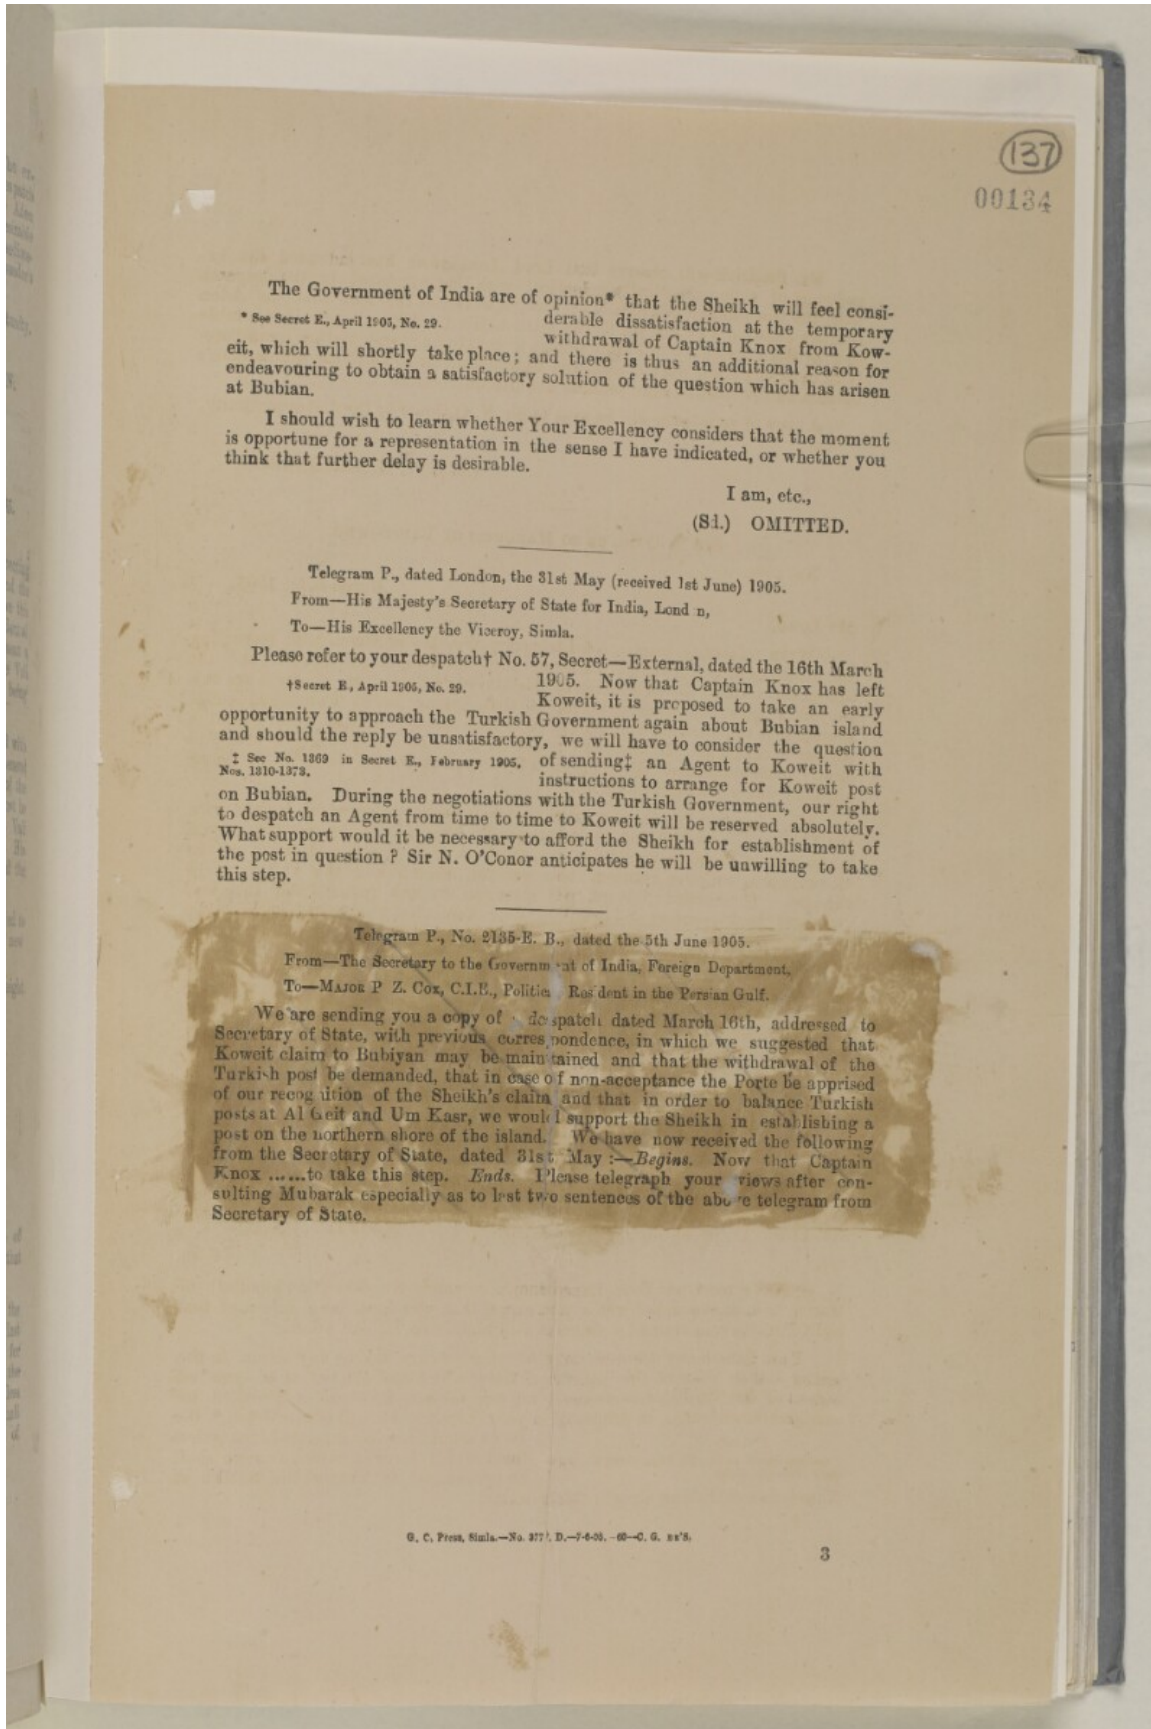 137
00134
The Government of India are of opinion* that the Sheikh will feel consi-
* See Secret E., April 1905, No. 29.
derable dissatisfaction at the temporary
withdrawal of Captain Knox from Kow-
eit, which will shortly take place; and there is thus an additional reason for
endeavouring to obtain a satisfactory solution of the question which has arisen
at Bubian.
I should wish to learn whether Your Excellency considers that the moment
is opportune for a representation in the sense I have indicated, or whether you
think that further delay is desirable.
I am, etc.,
(Sd.) OMITTED.
Telegram P., dated London, the 31st May (received 1st June) 1905.
From—His Majesty's Secretary of State for India, Lond n,
To—His Excellency the Viceroy, Simla.
Please refer to your despatch† No. 57, Secret—External, dated the 16th March
† Secret E, April 1905, No. 29.
1905. Now that Captain Knox has left
Koweit, it is proposed to take an early
opportunity to approach the Turkish Government again about Bubian island
and should the reply be unsatisfactory, we will have to consider the question
‡ See No. 1369 in Secret E., February 1905,
Nos. 1310-1373.
of sending‡ an Agent to Koweit with
instructions to arrange for Koweit post
on Bubian. During the negotiations with the Turkish Government, our right
to despatch an Agent from time to time to Koweit will be reserved absolutely.
What support would it be necessary to afford the Sheikh for establishment of
the post in question ? Sir N. O'Conor anticipates he will be unwilling to take
this step.
Telegram P., No. 2135-E. B., dated the 5th June 1905.
From—The Secretary to the Government of India, Foreign Department,
To—MAJOR P Z. COX, C.I.E., Political Resident in the Persian Gulf.
We are sending you a copy of despatch dated March 16th, addressed to
Secretary of State, with previous correspondence, in which we suggested that
Koweit claim to Bubiyan may be maintained and that the withdrawal of the
Turkish post be demanded, that in case of non-acceptance the Porte be apprised
of our recognition of the Sheikh's claim and that in order to balance Turkish
posts at Al Geit and Um Kasr, we would support the Sheikh in establishing a
post on the northern shore of the island. We have now received the following
from the Secretary of State, dated 31st May :—Begins. Now that Captain
Knox ......to take this step. Ends. Please telegraph your views after con-
sulting Mubarak especially as to last two sentences of the above telegram from
Secretary of State.
G. C. Press, Simla.—No. D.—7-6-05.—60—C. G. DE'S.
3